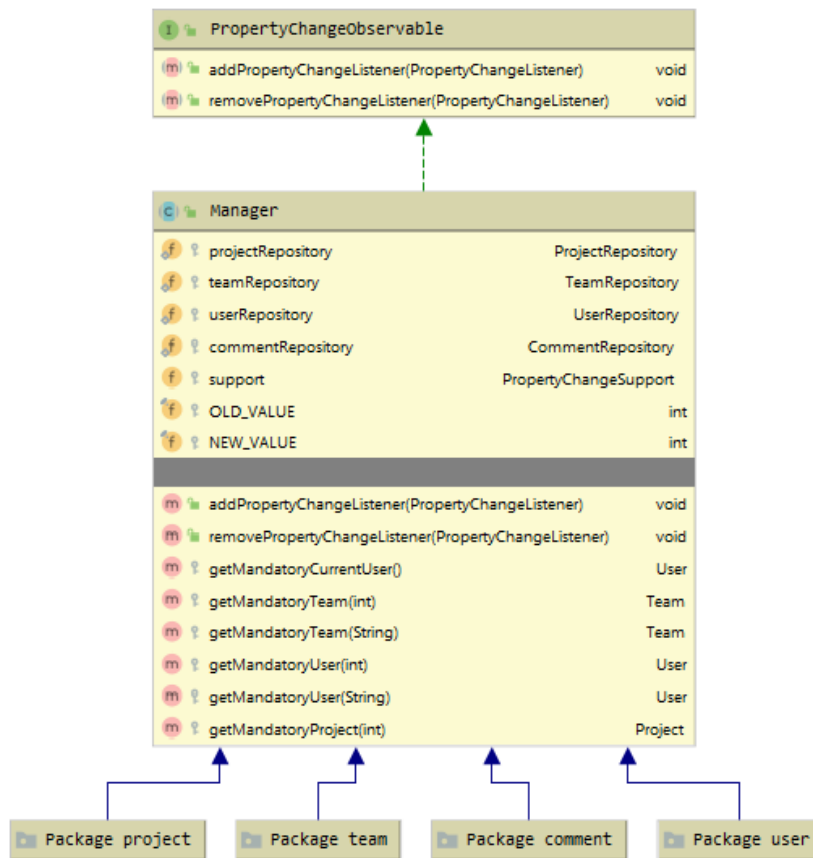 I PropertyChangeObservable
m addPropertyChangeListener(PropertyChangeListener) void
m removePropertyChangeListener(PropertyChangeListener) void
c Manager
f projectRepository ProjectRepository
f teamRepository TeamRepository
f userRepository UserRepository
f commentRepository CommentRepository
f support PropertyChangeSupport
f OLD_VALUE int
f NEW_VALUE int
m addPropertyChangeListener(PropertyChangeListener) void
m removePropertyChangeListener(PropertyChangeListener) void
m getMandatoryCurrentUser() User
m getMandatoryTeam(int) Team
m getMandatoryTeam(String) Team
m getMandatoryUser(int) User
m getMandatoryUser(String) User
m getMandatoryProject(int) Project
Package project Package team Package comment Package user